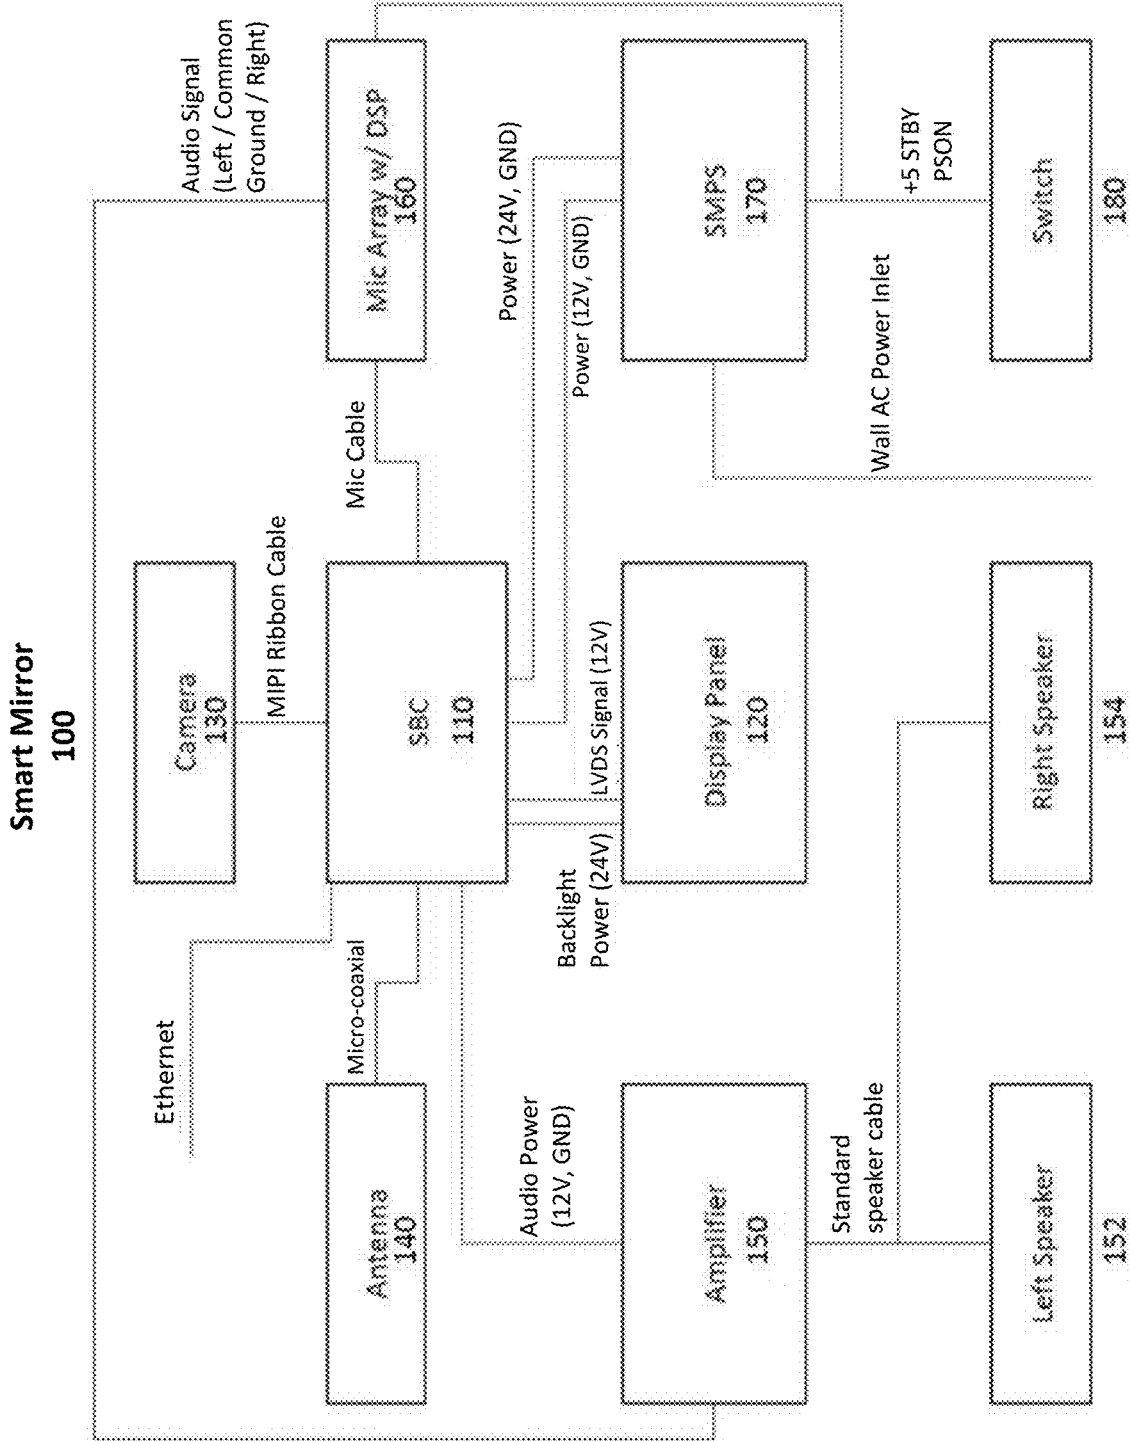 Smart Mirror
100
Camera
130
MIPI Ribbon Cable
Ethernet
Audio Signal
(Left / Common
Ground / Right)
Antenna
140
Micro-coaxial
SBC
110
Mic Cable
Mic Array w/ DSP
160
Audio Power
(12V, GND)
Backlight
Power (24V)
LVDS Signal (12V)
Power (24V, GND)
Power (12V, GND)
Amplifier
150
Display Panel
120
SMPS
170
Standard
speaker cable
Wall AC Power Inlet
+5 STBY
PSON
Left Speaker
152
Right Speaker
154
Switch
180